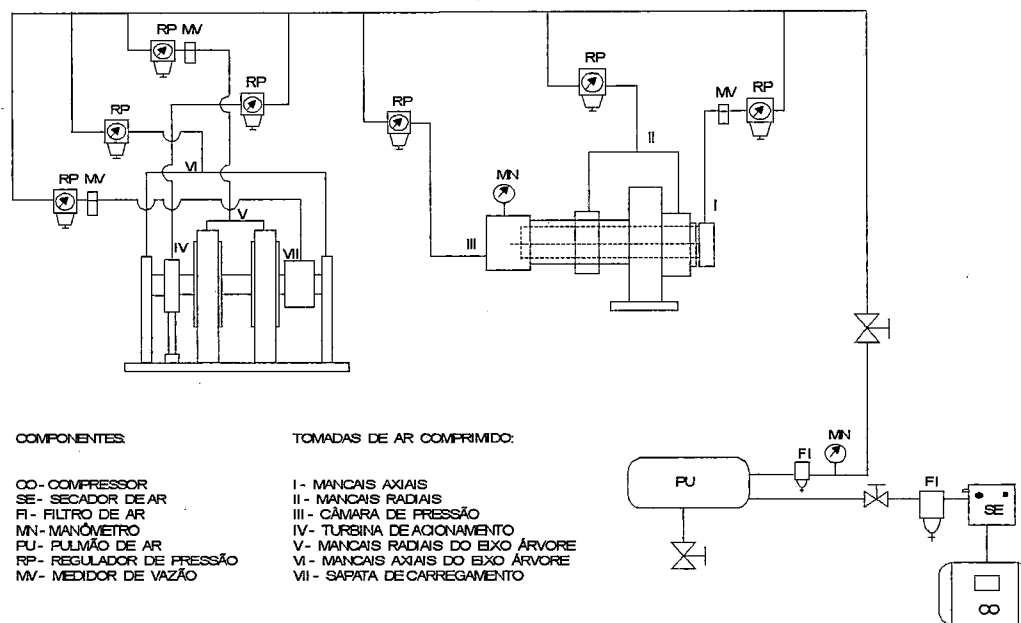 RP MV
RP
RP
RP
RP
MV
RP
RP MV
VI
V
IV
VII
MN
III
II
I
MN
FI
PU
FI
SE
CO
COMPONENTES:
CO - COMPRESSOR
SE - SECADOR DE AR
FI - FILTRO DE AR
MN - MANÔMETRO
PU - PULMÃO DE AR
RP - REGULADOR DE PRESSÃO
MV - MEDIDOR DE VAZÃO
TOMADAS DE AR COMPRIMIDO:
I - MANCAIS AXIAIS
II - MANCAIS RADIAIS
III - CÂMARA DE PRESSÃO
IV - TURBINA DE ACIONAMENTO
V - MANCAIS RADIAIS DO EIXO ÁRVORE
VI - MANCAIS AXIAIS DO EIXO ÁRVORE
VII - SAPATA DE CARREGAMENTO